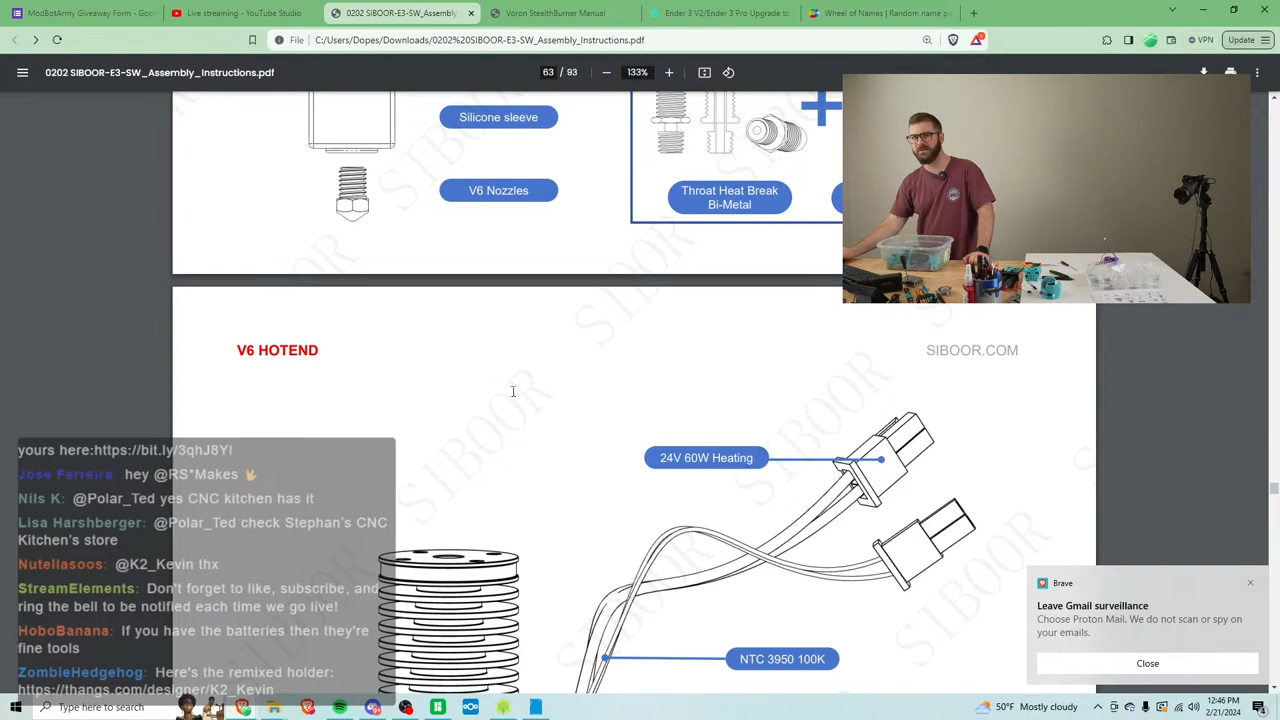 ModBotArmy Giveaway Form - Goo
Live streaming - YouTube Studio
0202 SIBOOR-E3-SW_Assembly_
Voron StealthBurner Manual
Ender 3 V2/Ender 3 Pro Upgrade to
Wheel of Names | Random name pi
File
C:/Users/Dopes/Downloads/0202%20SIBOOR-E3-SW_Assembly_Instructions.pdf
VPN
Update
0202 SIBOOR-E3-SW_Assembly_Instructions.pdf
63 / 93
133%
Silicone sleeve
V6 Nozzles
Throat Heat Break
Bi-Metal
SIBOOR
V6 HOTEND
SIBOOR.COM
24V 60W Heating
NTC 3950 100K
yours here:https://bit.ly/3qhJ8YI
Jose Ferreira: hey @RS*Makes 🖖
Nils K: @Polar_Ted yes CNC kitchen has it
Lisa Harshberger: @Polar_Ted check Stephan's CNC
Kitchen's store
Nutellasoos: @K2_Kevin thx
StreamElements: Don't forget to like, subscribe, and
ring the bell to be notified each time we go live!
HoboBanana: If you have the batteries then they're
fine tools
ZombieHedgehog: Here's the remixed holder:
https://thangs.com/designer/K2_Kevin
Brave
Leave Gmail surveillance
Choose Proton Mail. We do not scan or spy on
your emails.
Close
Type here to search
50°F Mostly cloudy
12:46 PM
2/21/2024
4